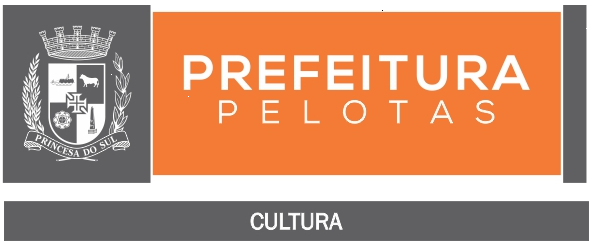 PREFEITURA
PELOTAS
PRINCESA DO SUL
CULTURA